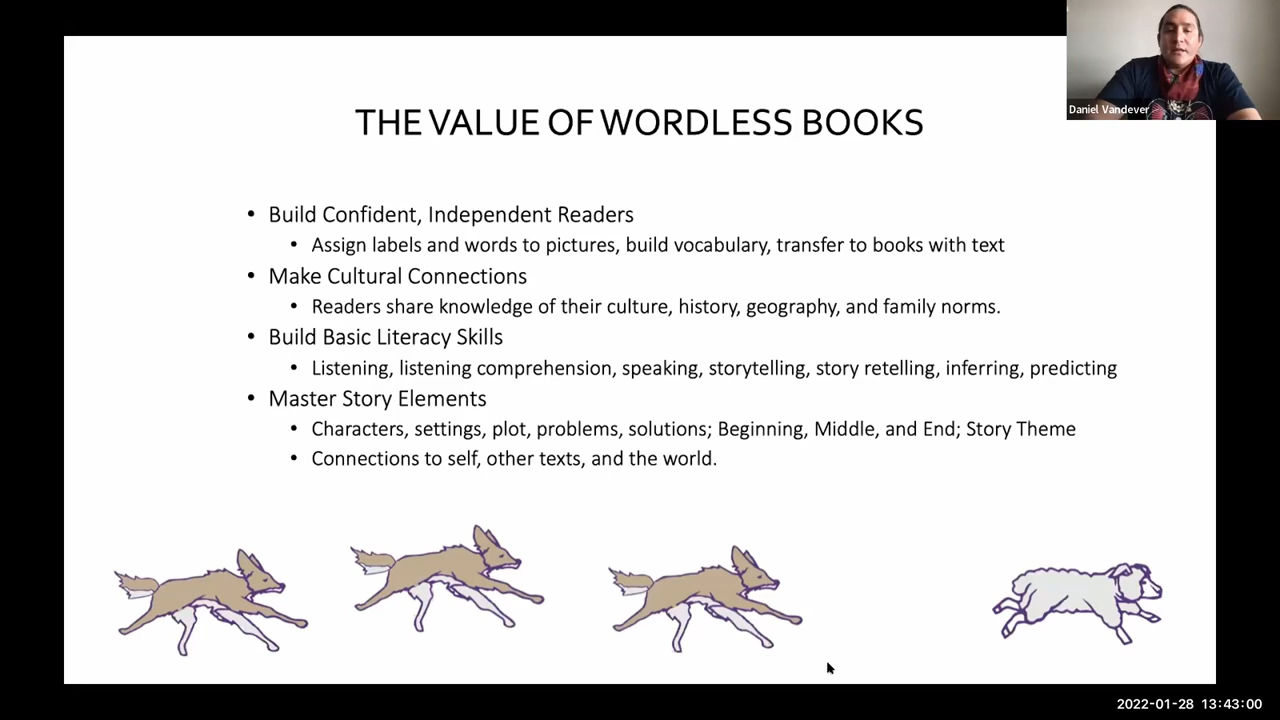 Daniel Vandever
THE VALUE OF WORDLESS BOOKS
• Build Confident, Independent Readers
• Assign labels and words to pictures, build vocabulary, transfer to books with text
• Make Cultural Connections
• Readers share knowledge of their culture, history, geography, and family norms.
• Build Basic Literacy Skills
• Listening, listening comprehension, speaking, storytelling, story retelling, inferring, predicting
• Master Story Elements
• Characters, settings, plot, problems, solutions; Beginning, Middle, and End; Story Theme
• Connections to self, other texts, and the world.
2022-01-28 13:43:00